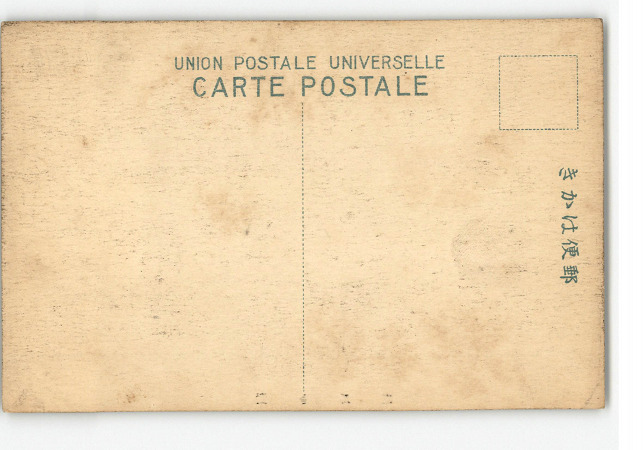 UNION POSTALE UNIVERSELLE
CARTE POSTALE
郵便はかき